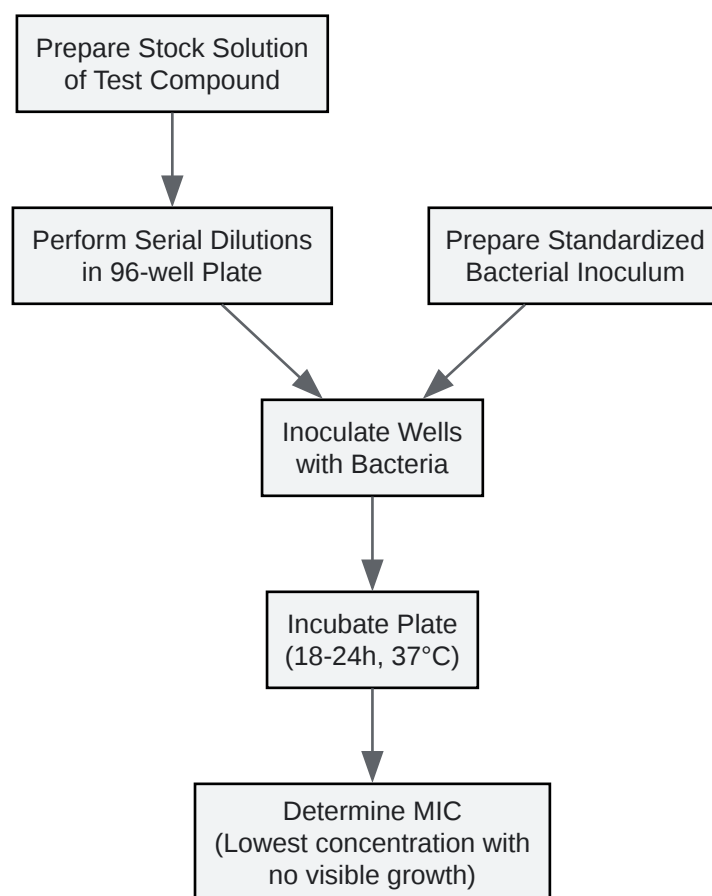 Prepare Stock Solution
of Test Compound
Perform Serial Dilutions
in 96-well Plate
Prepare Standardized
Bacterial Inoculum
Inoculate Wells
with Bacteria
Incubate Plate
(18-24h, 37°C)
Determine MIC
(Lowest concentration with
no visible growth)